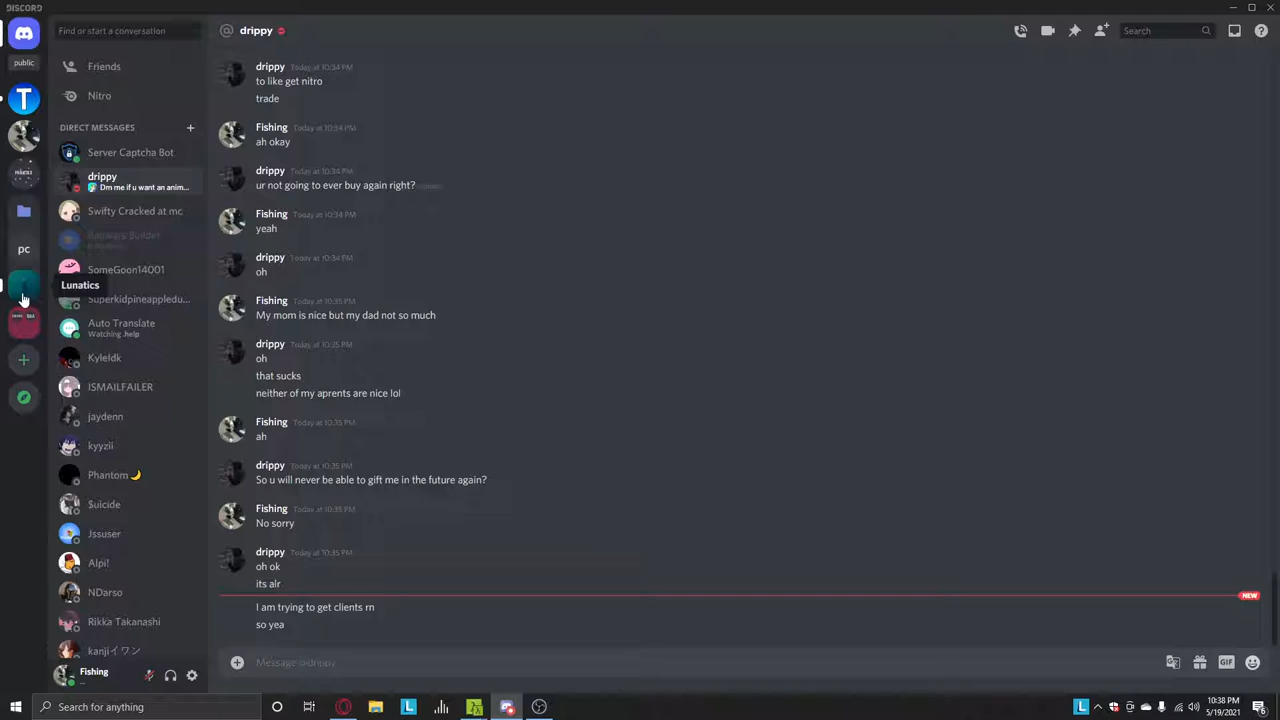 DISCORD
Find or start a conversation
drippy
Search
public
Friends
Nitro
DIRECT MESSAGES
Server Captcha Bot
drippy
Dm me if u want an anim...
Swifty Cracked at mc
SomeGoon14001
pc
Lunatics
Superkidpineappledu...
Auto Translate
Watching .help
KyleIdk
ISMAILFAILER
jaydenn
kyyzii
Phantom🌙
$uicide
Jssuser
Alpi!
NDarso
Rikka Takanashi
kanjiイワン
Fishing
drippy Today at 10:34 PM
to like get nitro
trade
Fishing Today at 10:34 PM
ah okay
drippy Today at 10:34 PM
ur not going to ever buy again right?
Fishing Today at 10:34 PM
yeah
drippy Today at 10:34 PM
oh
Fishing Today at 10:35 PM
My mom is nice but my dad not so much
drippy Today at 10:35 PM
oh
that sucks
neither of my aprents are nice lol
Fishing Today at 10:35 PM
ah
drippy Today at 10:35 PM
So u will never be able to gift me in the future again?
Fishing Today at 10:35 PM
No sorry
drippy Today at 10:35 PM
oh ok
its alr
NEW
I am trying to get clients rn
so yea
Message @drippy
GIF
Search for anything
10:38 PM
5/19/2021